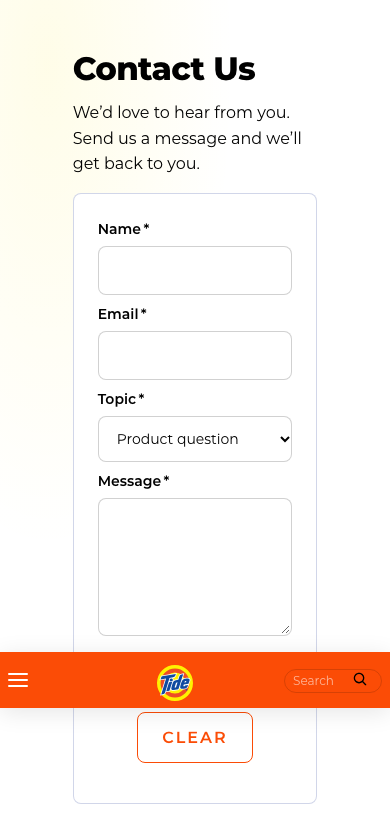 Contact Us
We’d love to hear from you.
Send us a message and we’ll
get back to you.
Name *
Email *
Topic *
Product question
Message *
Tide
Search
CLEAR